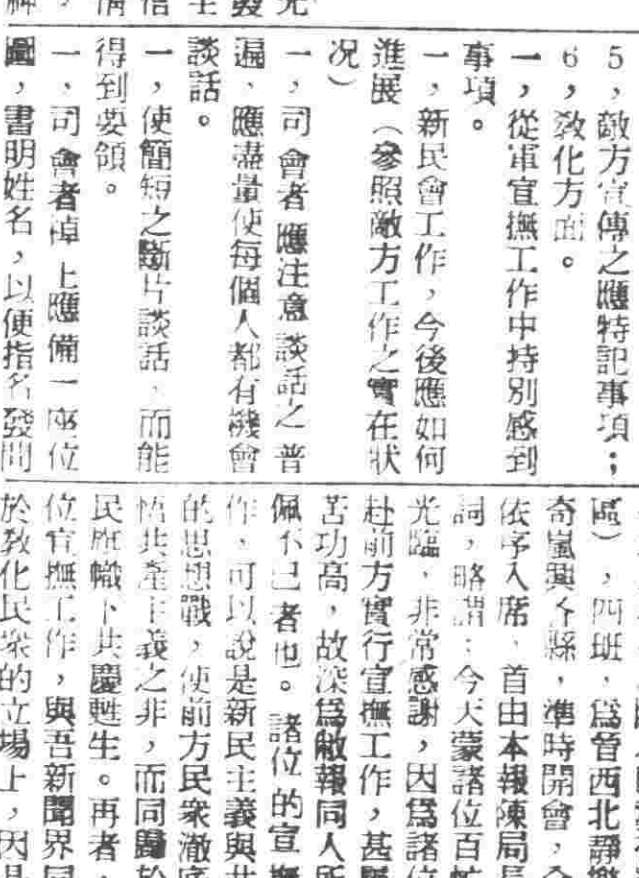 5，敵方宣傳之應特記事項；
6，教化方面。
一，從軍宣撫工作中特別感到
事項。
一，新民會工作，今後應如何
進展（參照敵方工作之實在狀
况）
一，司會者應注意談話之普
遍，應盡量使每個人都有機會
談話。
一，使簡短之斷片談話，而能
得到要領。
一，司會者掉上應備一座位
圖，書明姓名，以便指名發問
區），四班，爲晉西北靜樂
奇嵐興个縣，準時開會，
依序入席，首由本報陳局長
詞，略謂：今天蒙諸位百忙
光臨，非常感謝，因爲諸位
赴前方實行宣撫工作，甚
苦功高，故深爲敝報同人所
佩不已者也。諸位的宣撫
作，可以說是新民主義與共
的思想戰，使前方民衆澈底
悟共產主義之非，而同歸於
民旗幟下共慶甦生。再者，
位宣撫工作，與吾新聞界同
於教化民衆的立場上，因